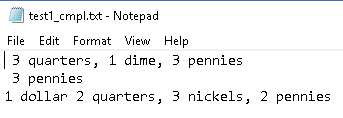 test1_cmpl.txt - Notepad
File Edit Format View Help
3 quarters, 1 dime, 3 pennies
3 pennies
1 dollar 2 quarters, 3 nickels, 2 pennies